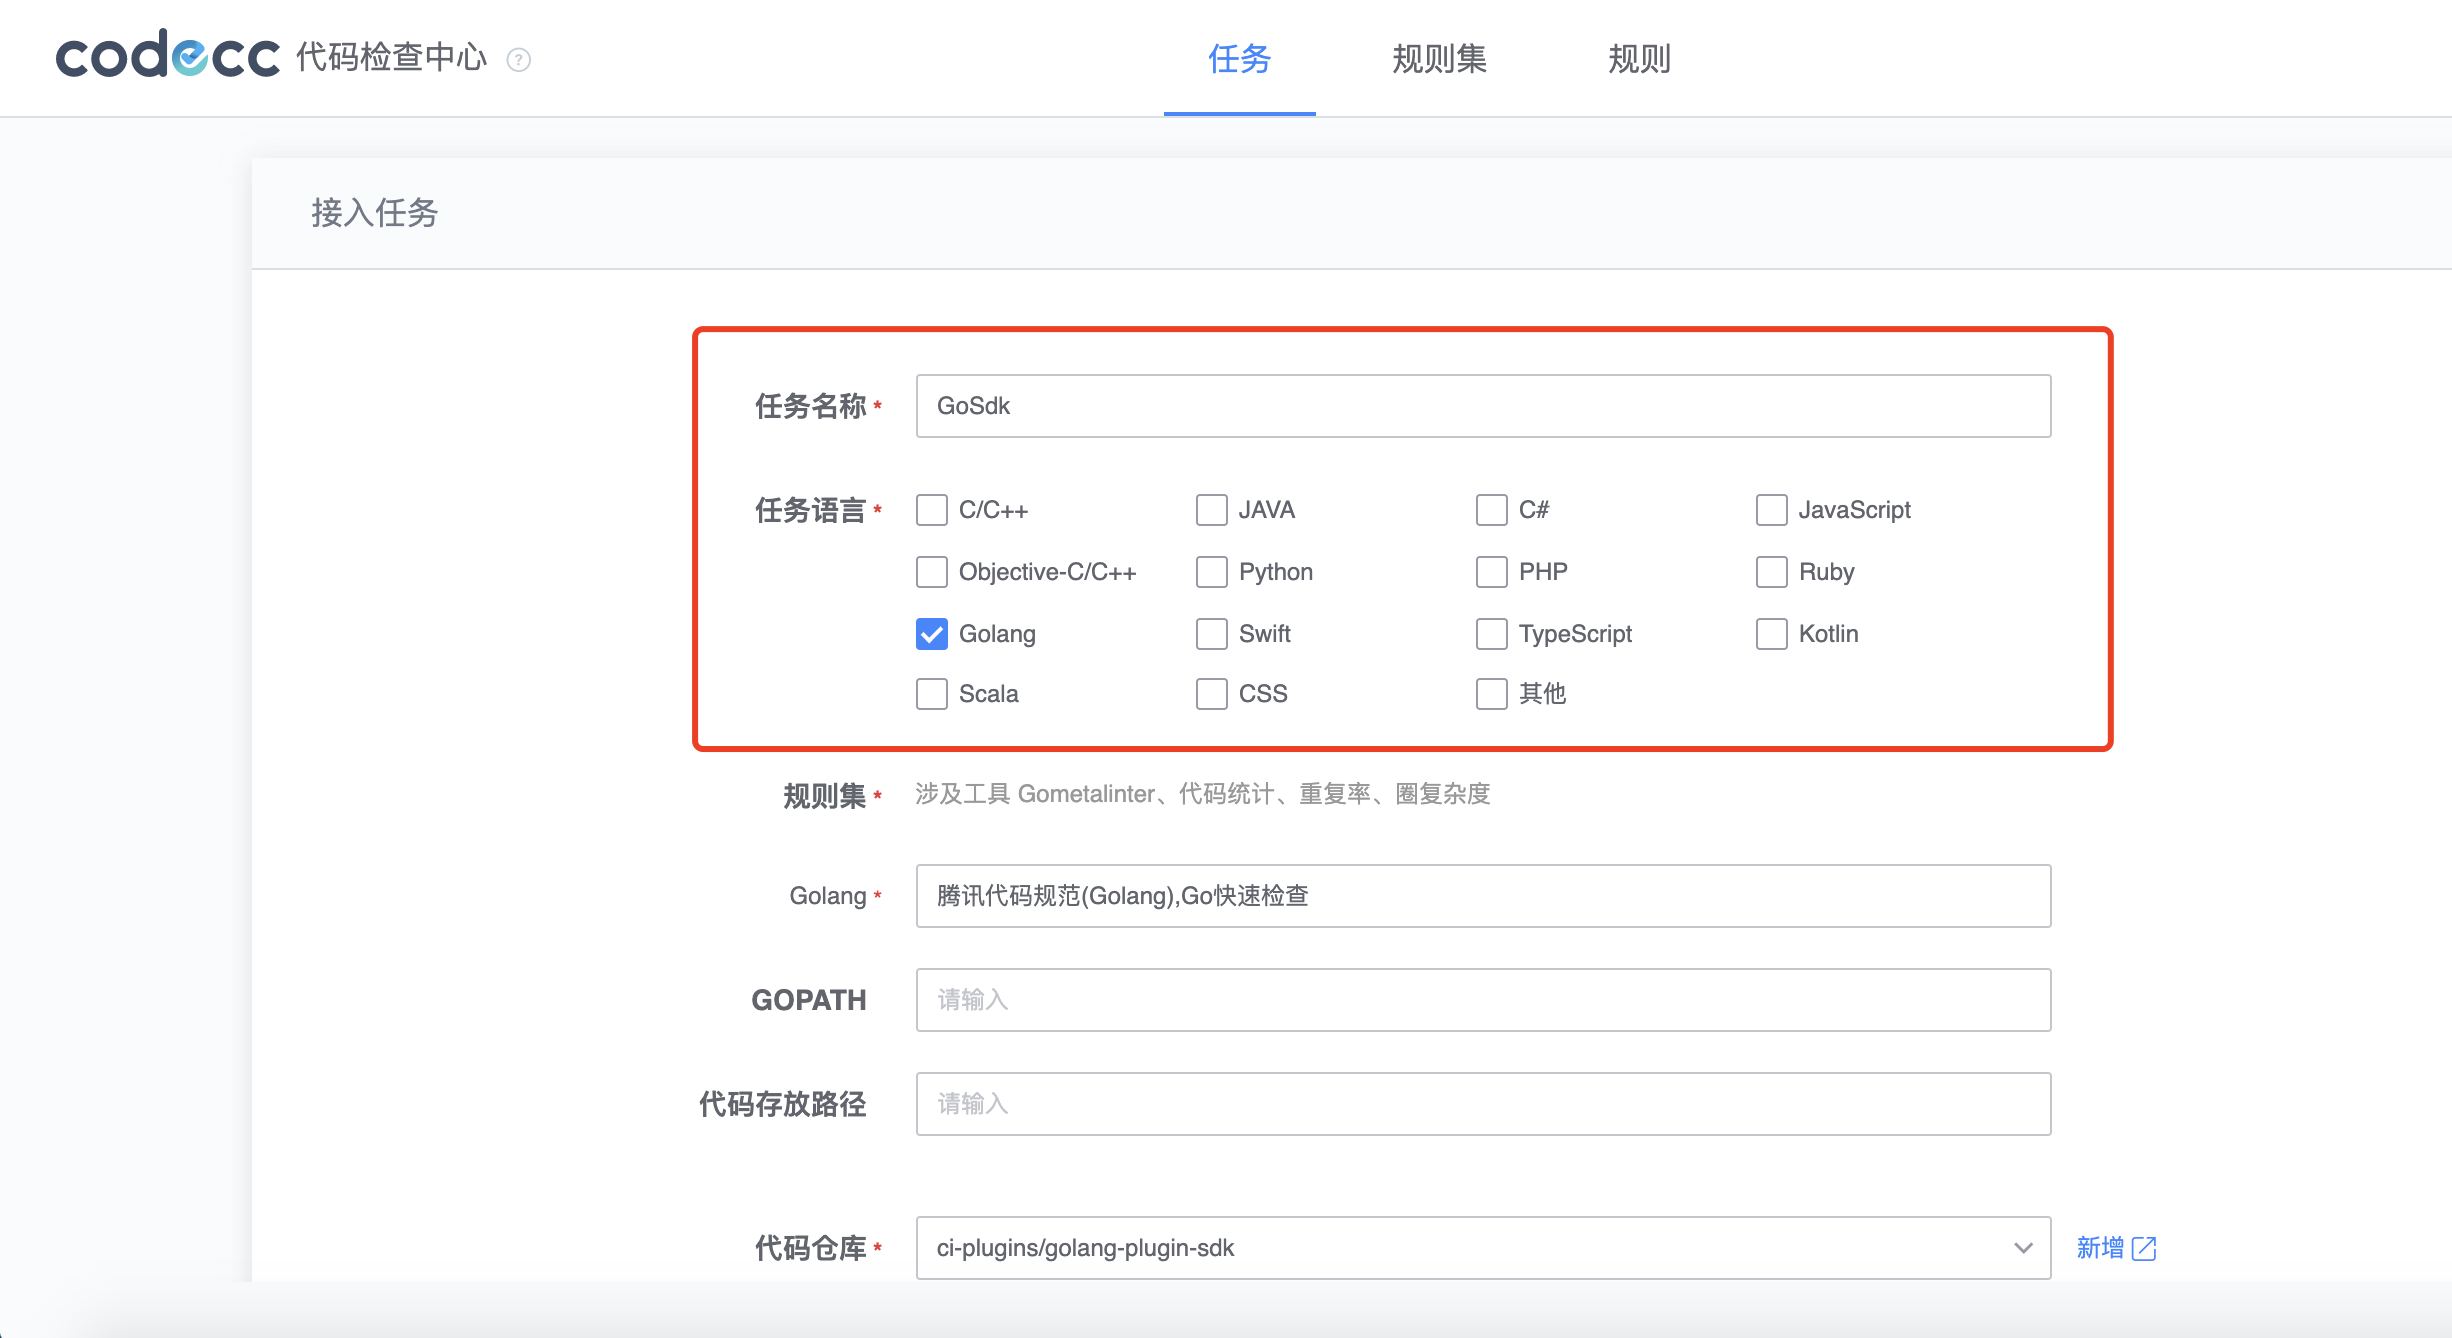 codecc 代码检查中心 ?
任务 规则集 规则
接入任务
任务名称 * GoSdk
任务语言 * C/C++ JAVA C# JavaScript
Objective-C/C++ Python PHP Ruby
Golang Swift TypeScript Kotlin
Scala CSS 其他
规则集 * 涉及工具 Gometalinter、代码统计、重复率、圈复杂度
Golang * 腾讯代码规范(Golang),Go快速检查
GOPATH 请输入
代码存放路径 请输入
代码仓库 * ci-plugins/golang-plugin-sdk 新增